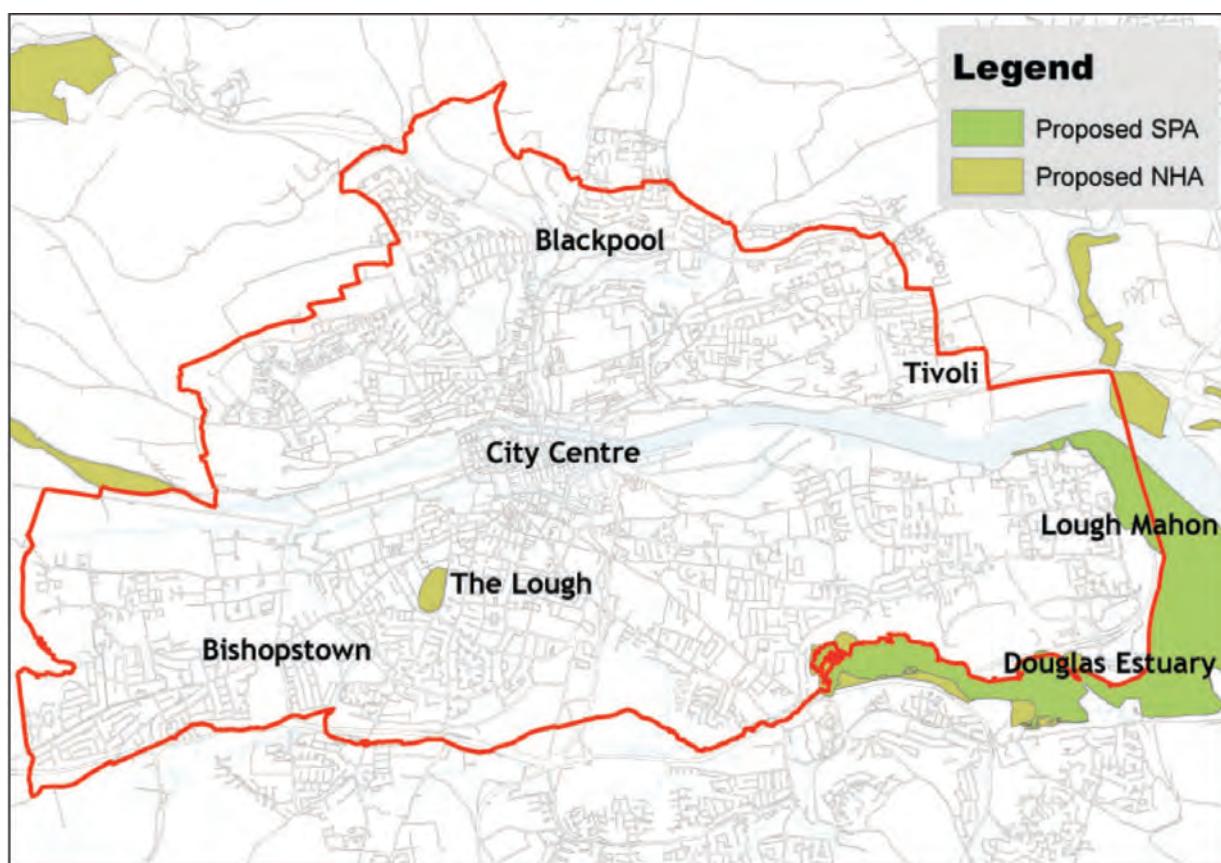 Legend
Proposed SPA
Proposed NHA
Blackpool
Tivoli
City Centre
Lough Mahon
The Lough
Bishopstown
Douglas Estuary